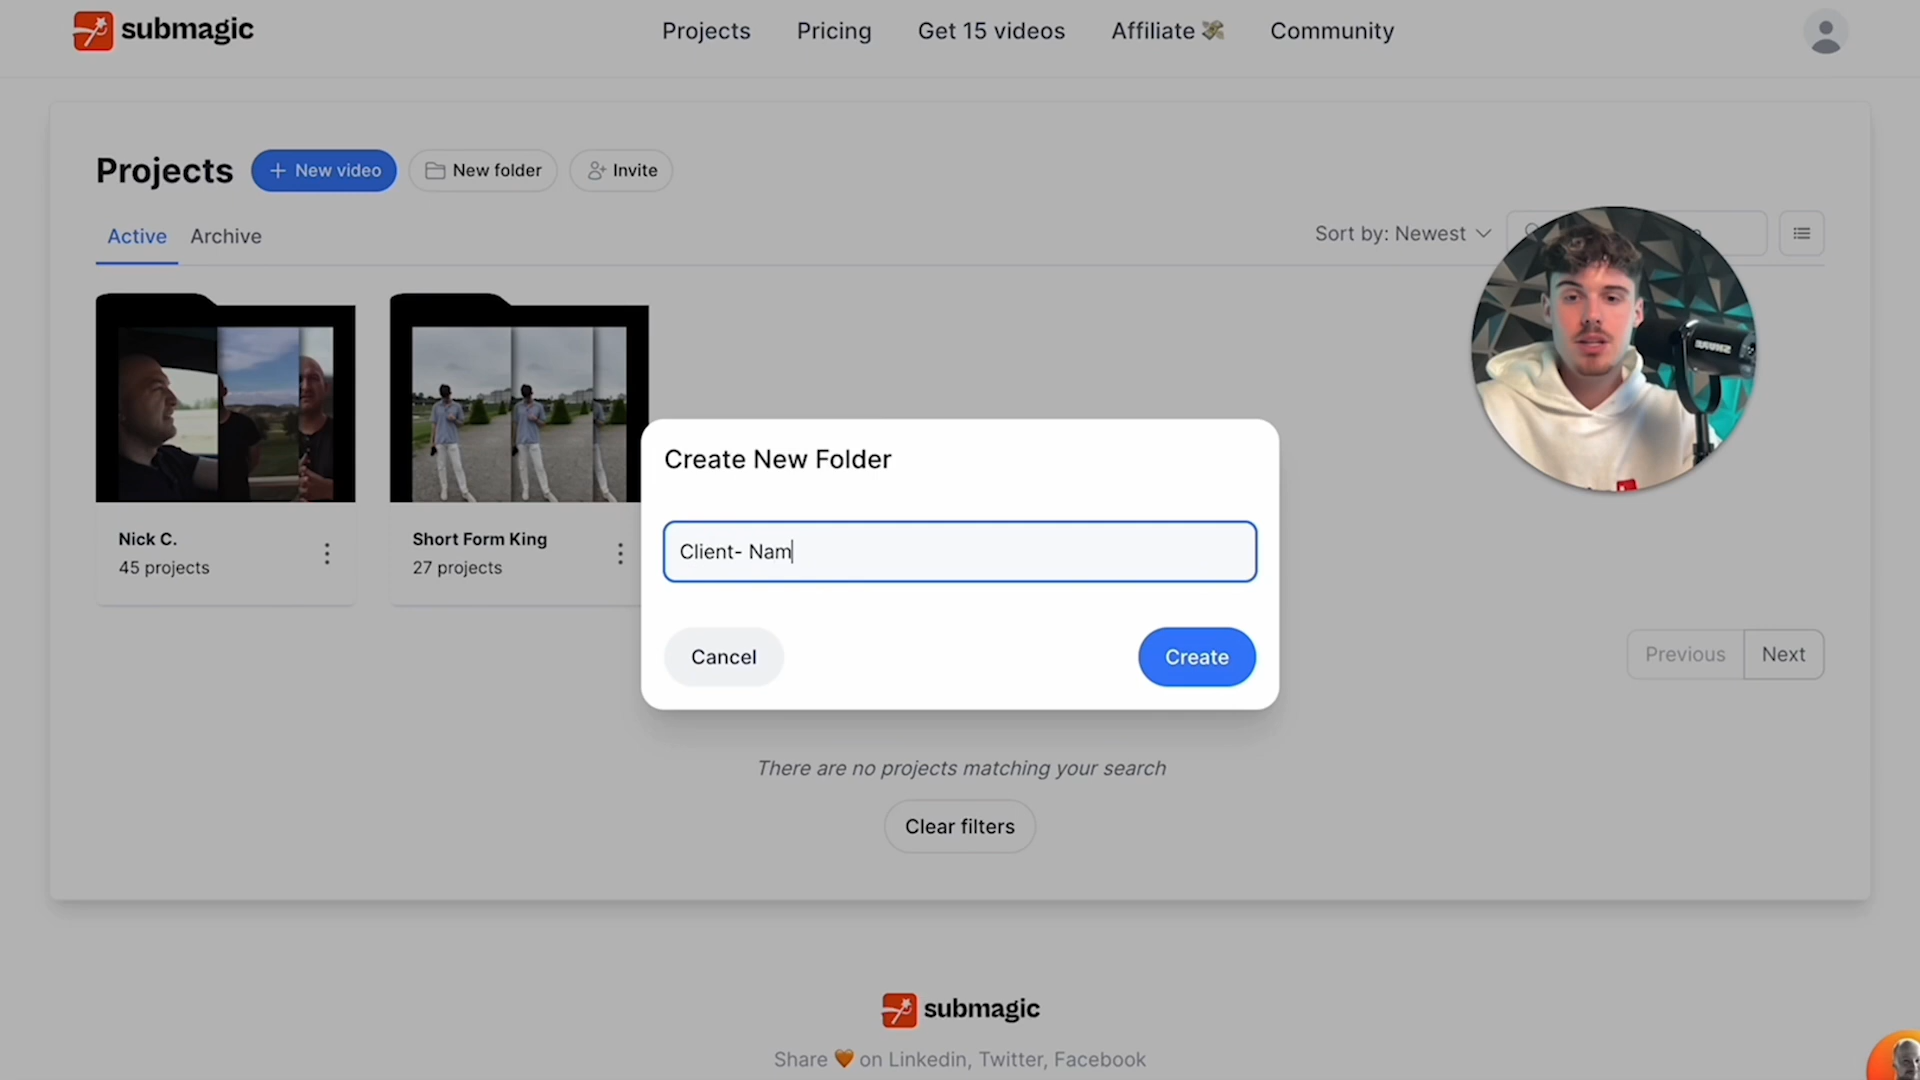 submagic
Projects
Pricing
Get 15 videos
Affiliate 💸
Community
Projects
+ New video
New folder
Invite
Active
Archive
Sort by: Newest
Nick C.
45 projects
Short Form King
27 projects
Create New Folder
Client- Nam
Cancel
Create
Previous
Next
There are no projects matching your search
Clear filters
submagic
Share 🧡 on Linkedin, Twitter, Facebook